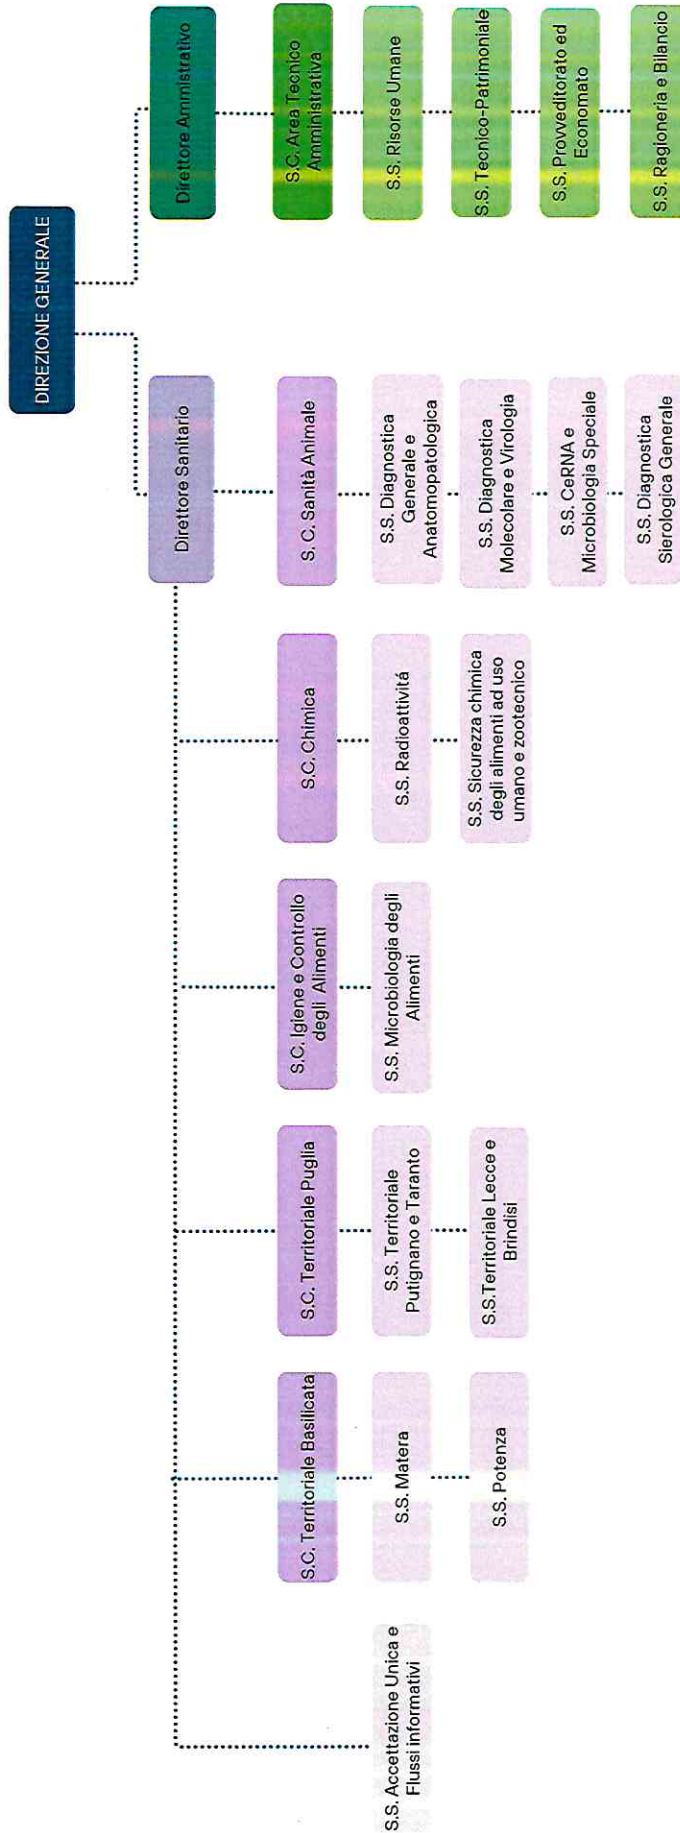 DIREZIONE GENERALE
Direttore Sanitario
Direttore Ammistrativo
S.S. Accettazione Unica e
Flussi informativi
S.C. Territoriale Basilicata
S.S. Matera
S.S. Potenza
S.C. Territoriale Puglia
S.S. Territoriale
Putignano e Taranto
S.S.Territoriale Lecce e
Brindisi
S.C. Igiene e Controllo
degli Alimenti
S.S. Microbiologia degli
Alimenti
S.C. Chimica
S.S. Radioattivitá
S.S. Sicurezza chimica
degli alimenti ad uso
umano e zootecnico
S.C. Sanità Animale
S.S. Diagnostica
Generale e
Anatomopatologica
S.S. Diagnostica
Molecolare e Virologia
S.S. CeRNA e
Microbiologia Speciale
S.S. Diagnostica
Sierologica Generale
S.C. Area Tecnico
Amministrativa
S.S. Risorse Umane
S.S. Tecnico-Patrimoniale
S.S. Provveditorato ed
Economato
S.S. Ragioneria e Bilancio